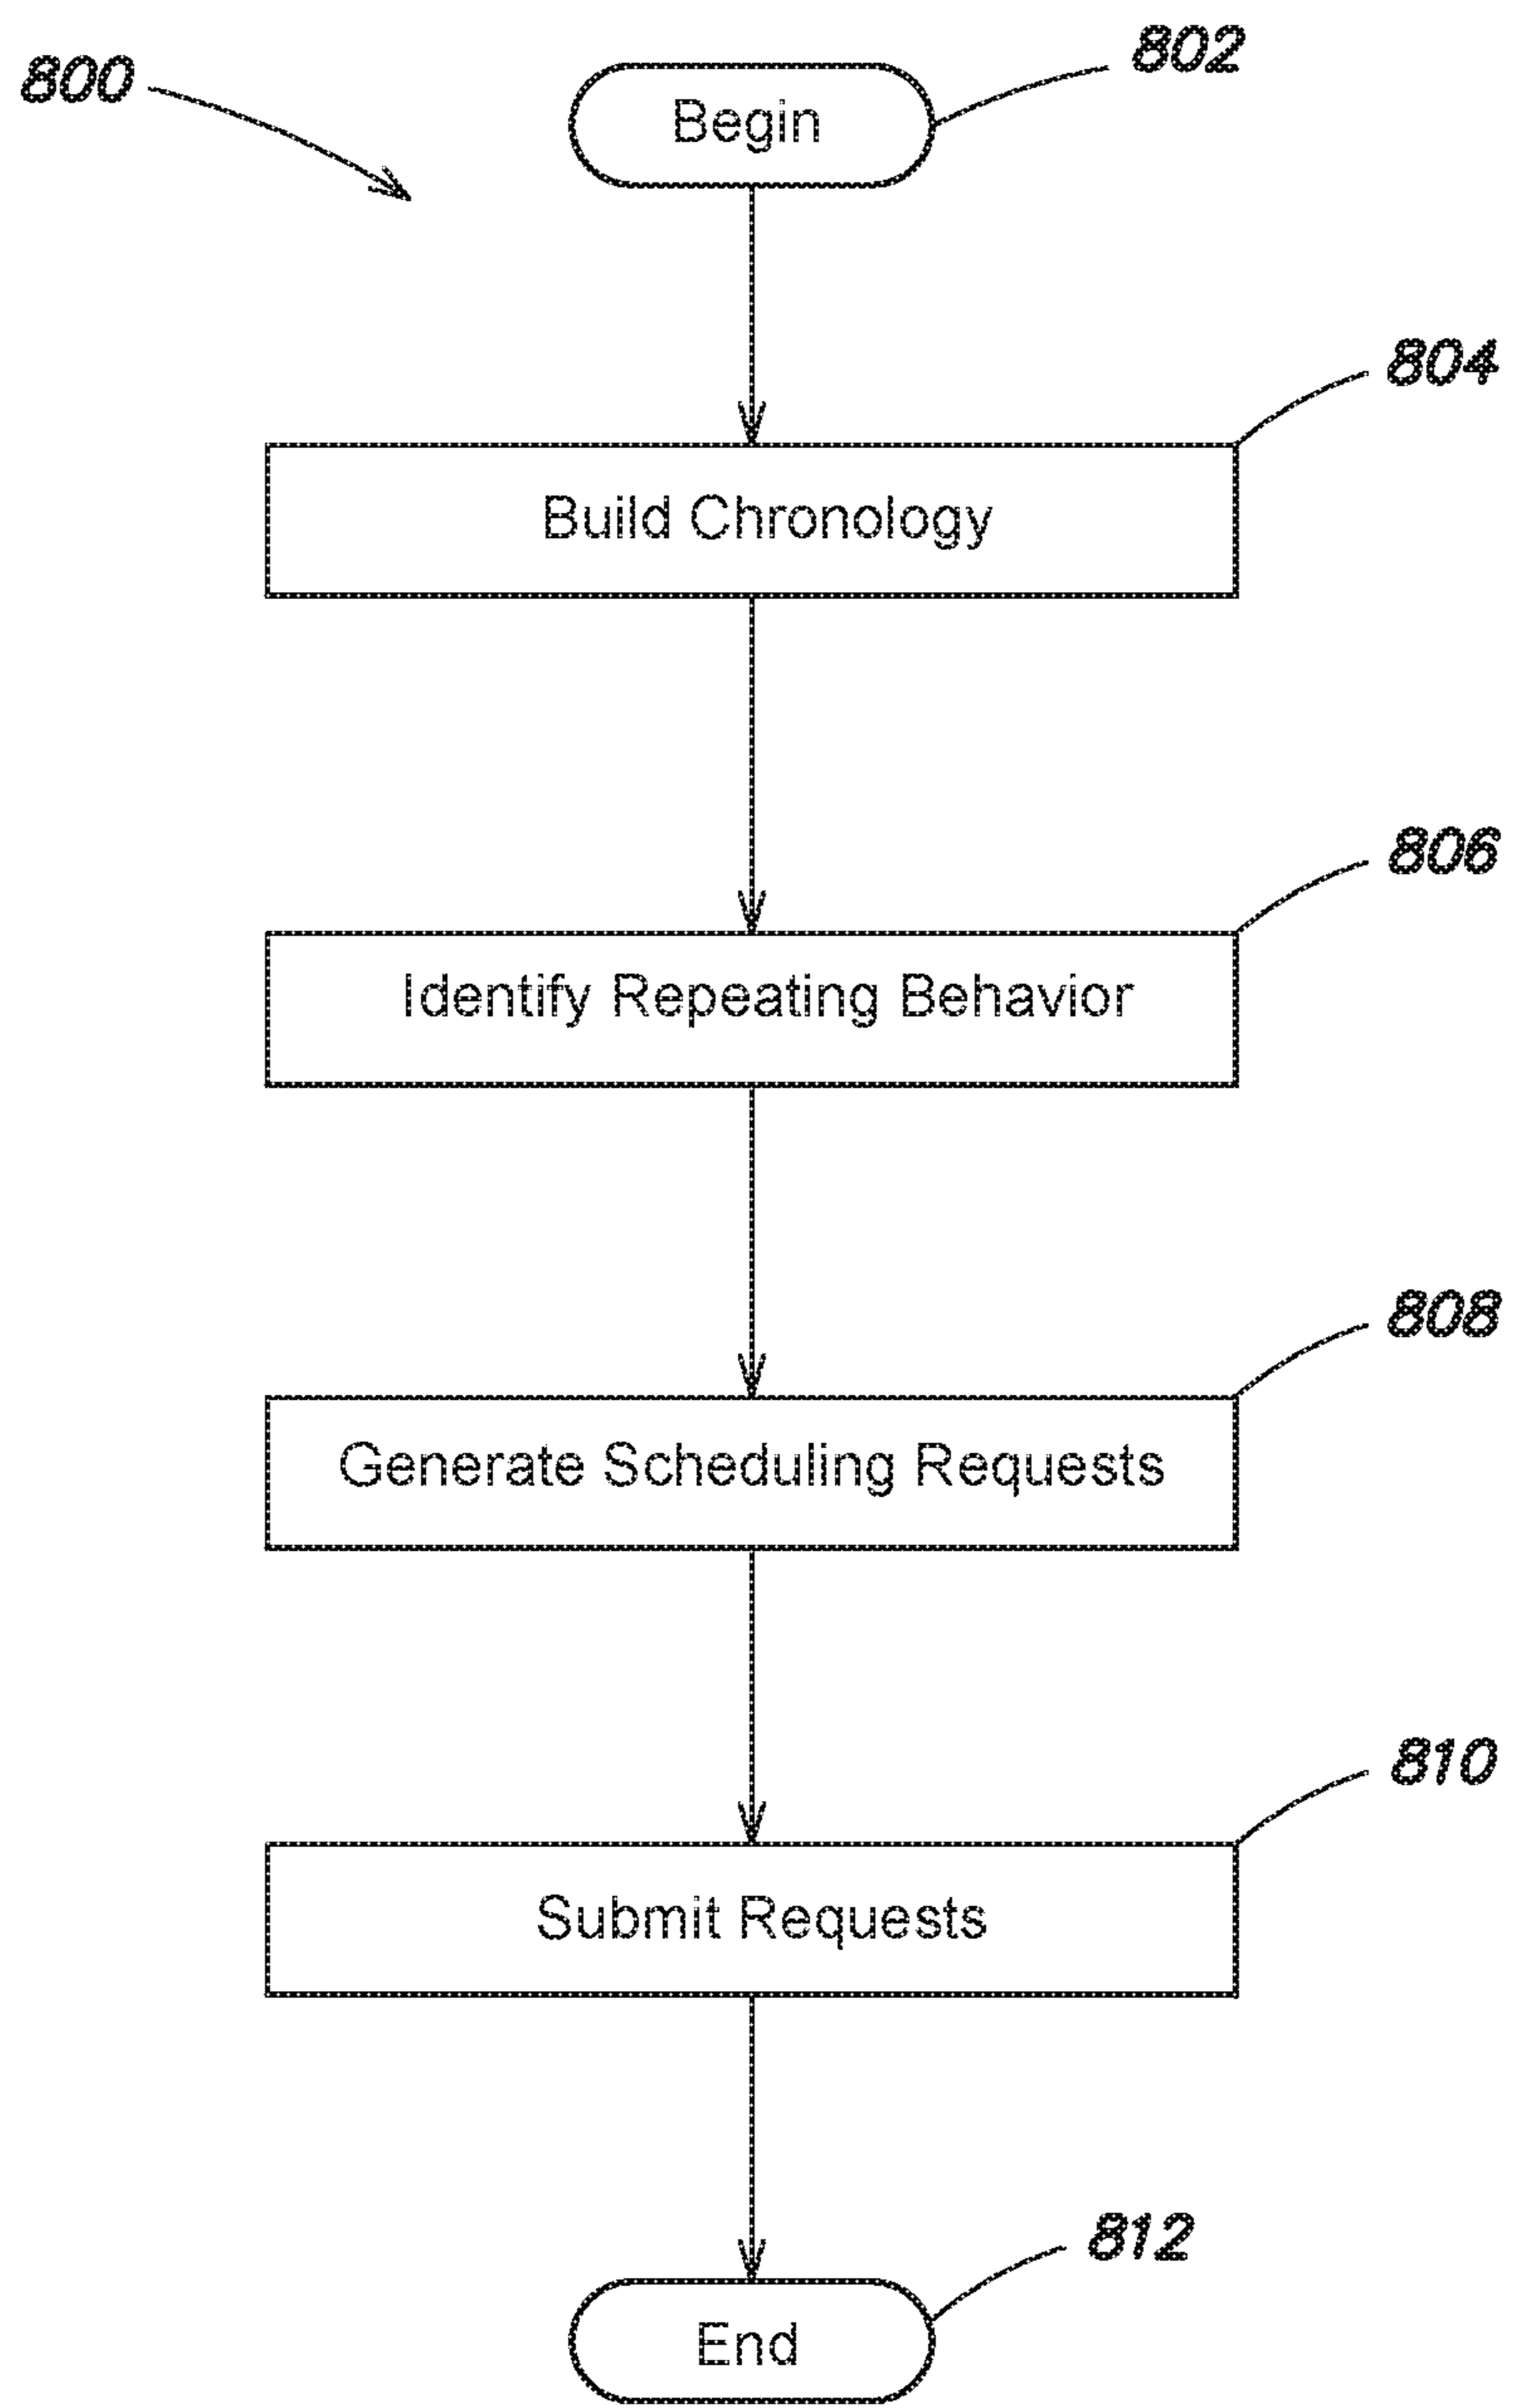 800
802
Begin
804
Build Chronology
806
Identify Repeating Behavior
808
Generate Scheduling Requests
810
Submit Requests
812
End